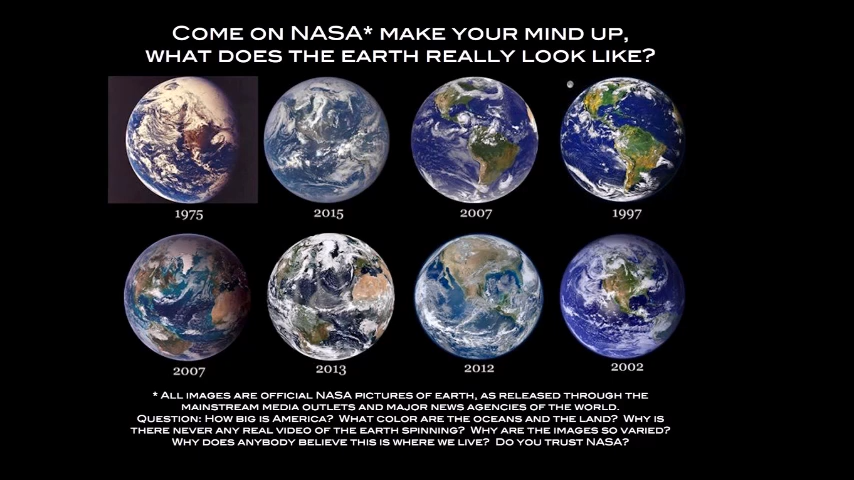 Come on NASA* make your mind up,
what does the earth really look like?
1975
2015
2007
1997
2007
2013
2012
2002
* All images are official NASA pictures of earth, as released through the
mainstream media outlets and major news agencies of the world.
Question: How big is America? What color are the oceans and the land? Why is
there never any real video of the earth spinning? Why are the images so varied?
Why does anybody believe this is where we live? Do you trust NASA?